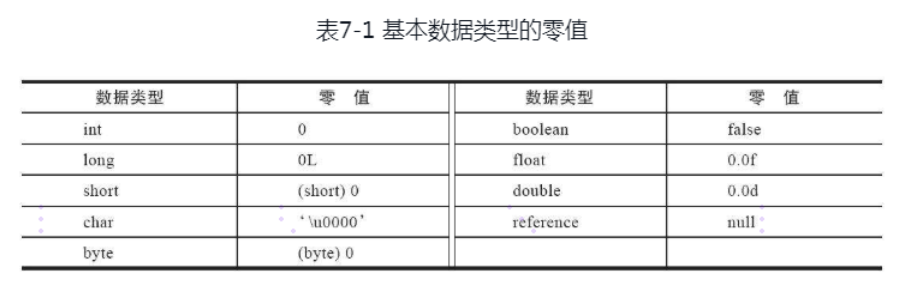 表7-1 基本数据类型的零值
数据类型 零 值 数据类型 零 值
int 0 boolean false
long 0L float 0.0f
short (short) 0 double 0.0d
char ‘\u0000’ reference null
byte (byte) 0